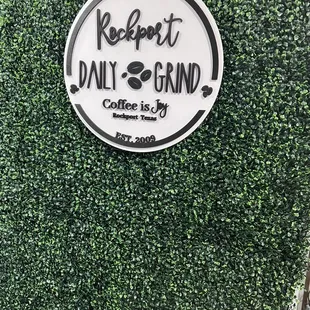 Rockport
DAILY GRIND
Coffee is Joy
Rockport Texas
EST. 2009